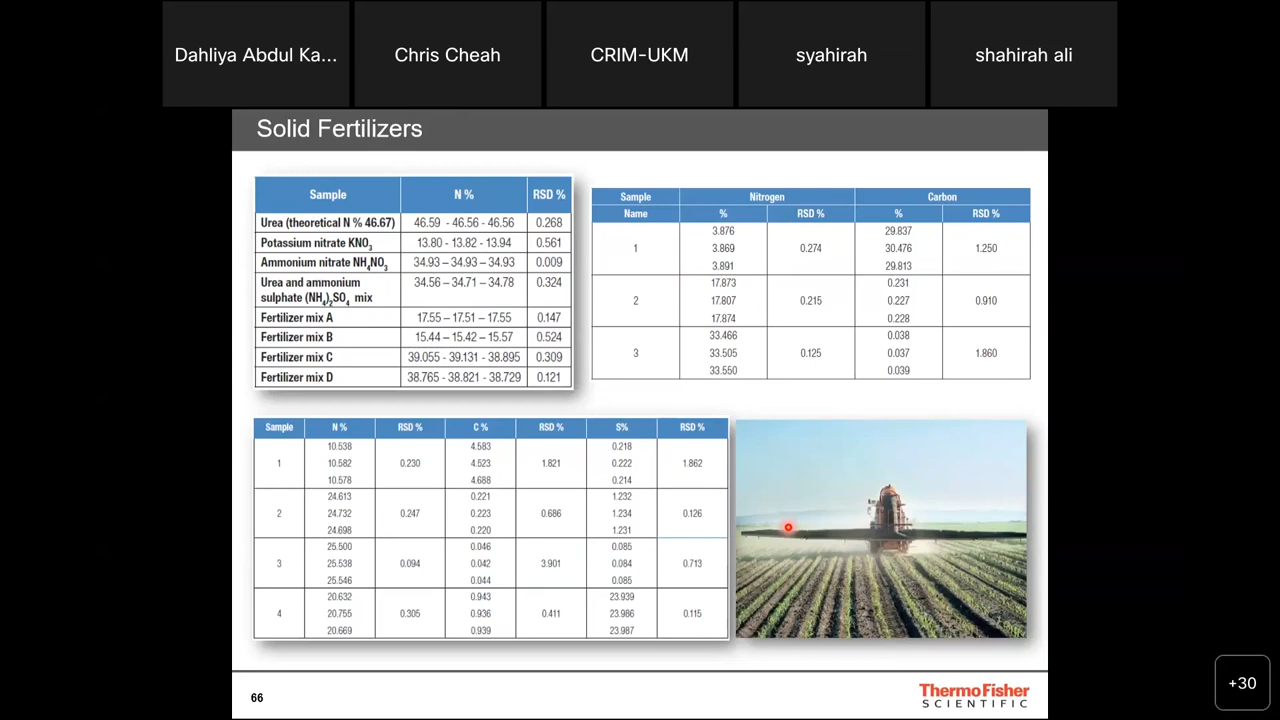 Dahliya Abdul Ka...
Chris Cheah
CRIM-UKM
syahirah
shahirah ali
Solid Fertilizers
Sample N % RSD %
Urea (theoretical N % 46.67) 46.59 - 46.56 - 46.56 0.268
Potassium nitrate KNO3 13.80 - 13.82 - 13.94 0.561
Ammonium nitrate NH4NO3 34.93 – 34.93 – 34.93 0.009
Urea and ammonium 34.56 – 34.71 – 34.78 0.324
sulphate (NH4)2SO4 mix
Fertilizer mix A 17.55 – 17.51 – 17.55 0.147
Fertilizer mix B 15.44 – 15.42 – 15.57 0.524
Fertilizer mix C 39.055 - 39.131 - 38.895 0.309
Fertilizer mix D 38.765 - 38.821 - 38.729 0.121
Sample Nitrogen Carbon
Name % RSD % % RSD %
3.876 29.837
1 3.869 0.274 30.476 1.250
3.891 29.813
17.873 0.231
2 17.807 0.215 0.227 0.910
17.874 0.228
33.466 0.038
3 33.505 0.125 0.037 1.860
33.550 0.039
Sample N % RSD % C % RSD % S% RSD %
10.538 4.583 0.218
1 10.582 0.230 4.523 1.821 0.222 1.862
10.578 4.688 0.214
24.613 0.221 1.232
2 24.732 0.247 0.223 0.686 1.234 0.126
24.698 0.220 1.231
25.500 0.046 0.085
3 25.538 0.094 0.042 3.901 0.084 0.713
25.546 0.044 0.085
20.632 0.943 23.939
4 20.755 0.305 0.936 0.411 23.986 0.115
20.669 0.939 23.987
66
ThermoFisher
SCIENTIFIC
+30